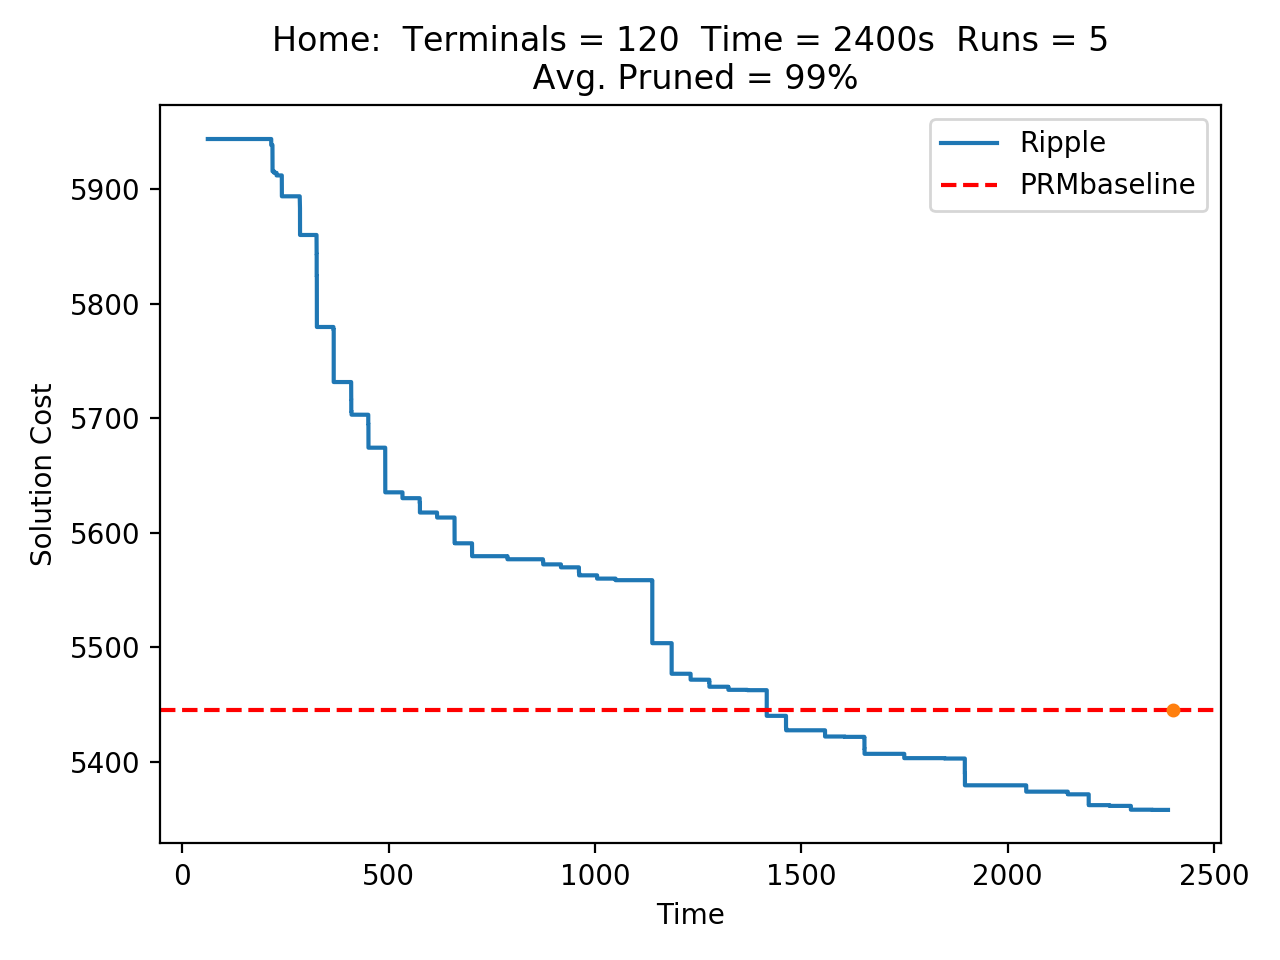 Home:  Terminals = 120  Time = 2400s  Runs = 5
Avg. Pruned = 99%
Ripple
PRMbaseline
Solution Cost
5900
5800
5700
5600
5500
5400
0 500 1000 1500 2000 2500
Time